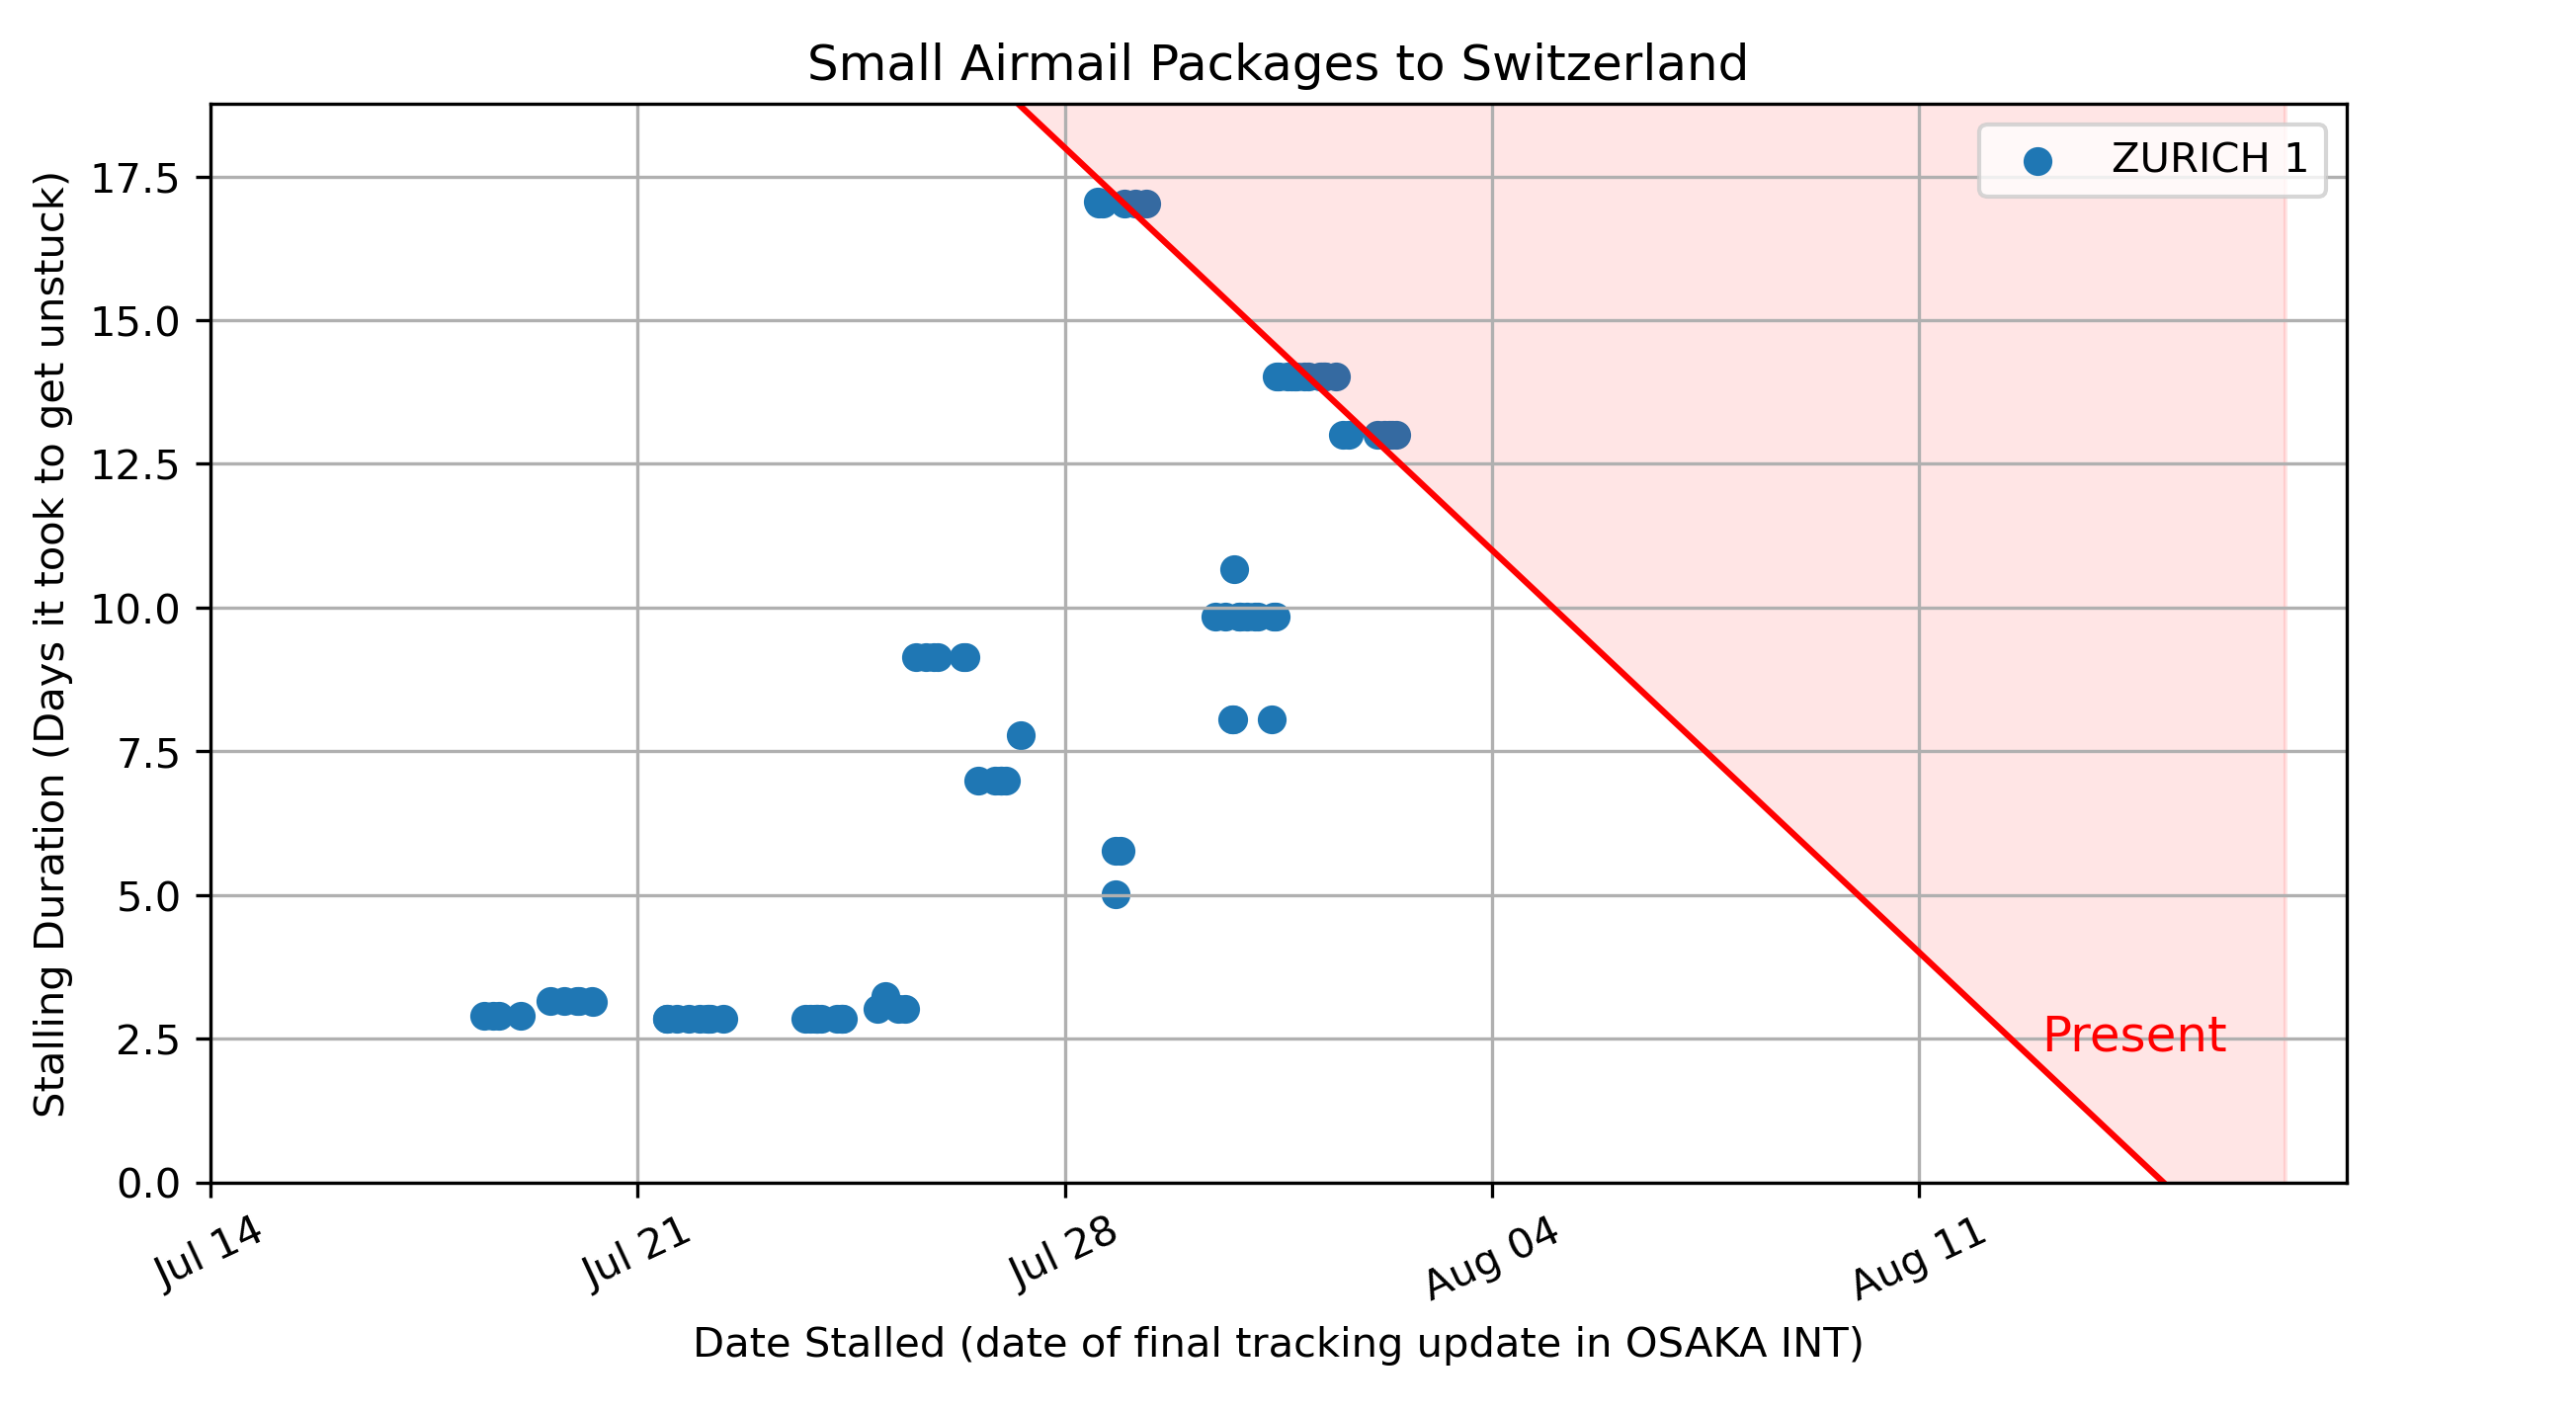 Small Airmail Packages to Switzerland
ZURICH 1
Stalling Duration (Days it took to get unstuck)
17.5
15.0
12.5
10.0
7.5
5.0
2.5
0.0
Present
Jul 14
Jul 21
Jul 28
Aug 04
Aug 11
Date Stalled (date of final tracking update in OSAKA INT)